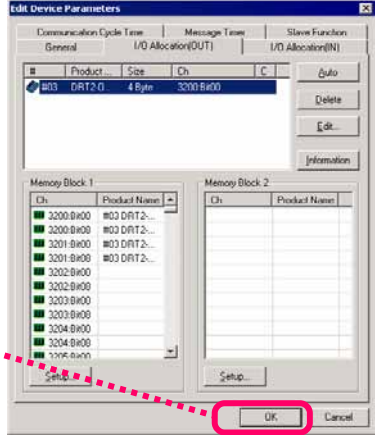 Edit Device Parameters
Communication Cycle Time Message Timer Slave Function
General I/O Allocation(OUT) I/O Allocation(IN)
# Product ... Size Ch C
#03 DRT2-O... 4 Byte 3200:Bit00
Auto
Delete
Edit...
Information
Memory Block 1 Memory Block 2
Ch Product Name Ch Product Name
3200:Bit00 #03 DRT2-...
3200:Bit08 #03 DRT2-...
3201:Bit00 #03 DRT2-...
3201:Bit08 #03 DRT2-...
3202:Bit00
3202:Bit08
3203:Bit00
3203:Bit08
3204:Bit00
3204:Bit08
3205:Bit00
Setup... Setup...
OK Cancel